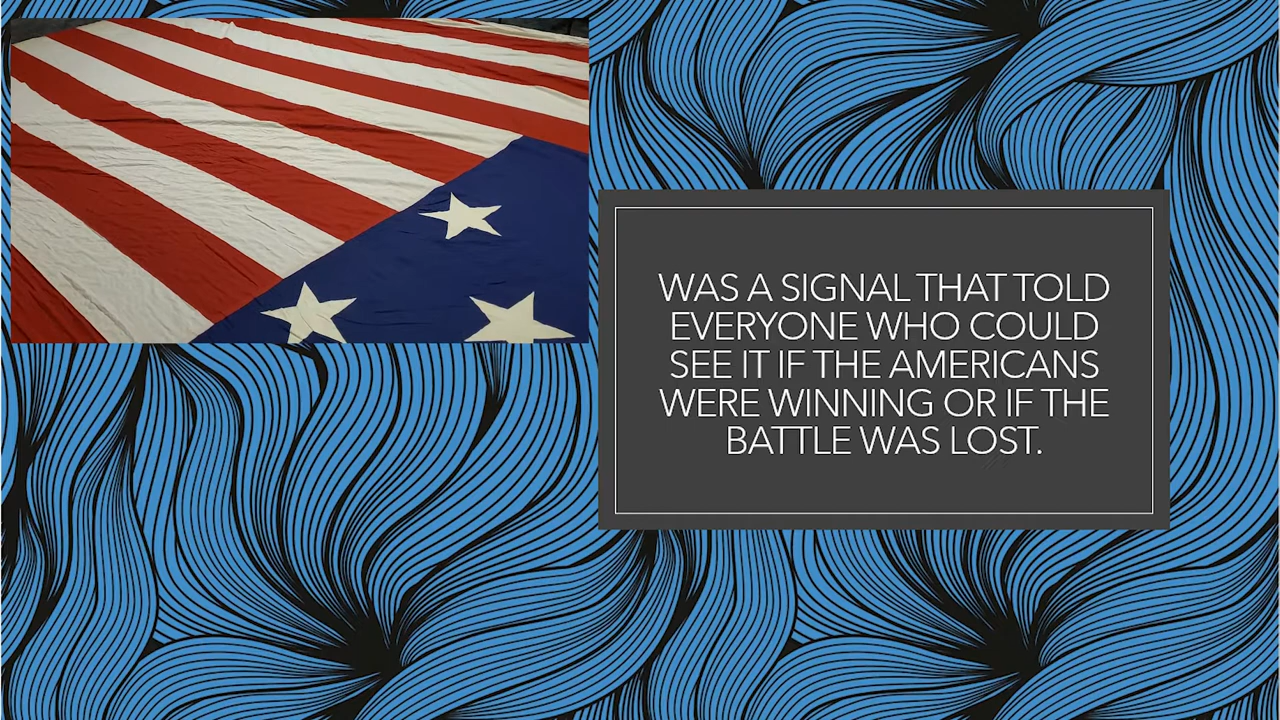 WAS A SIGNAL THAT TOLD
EVERYONE WHO COULD
SEE IT IF THE AMERICANS
WERE WINNING OR IF THE
BATTLE WAS LOST.